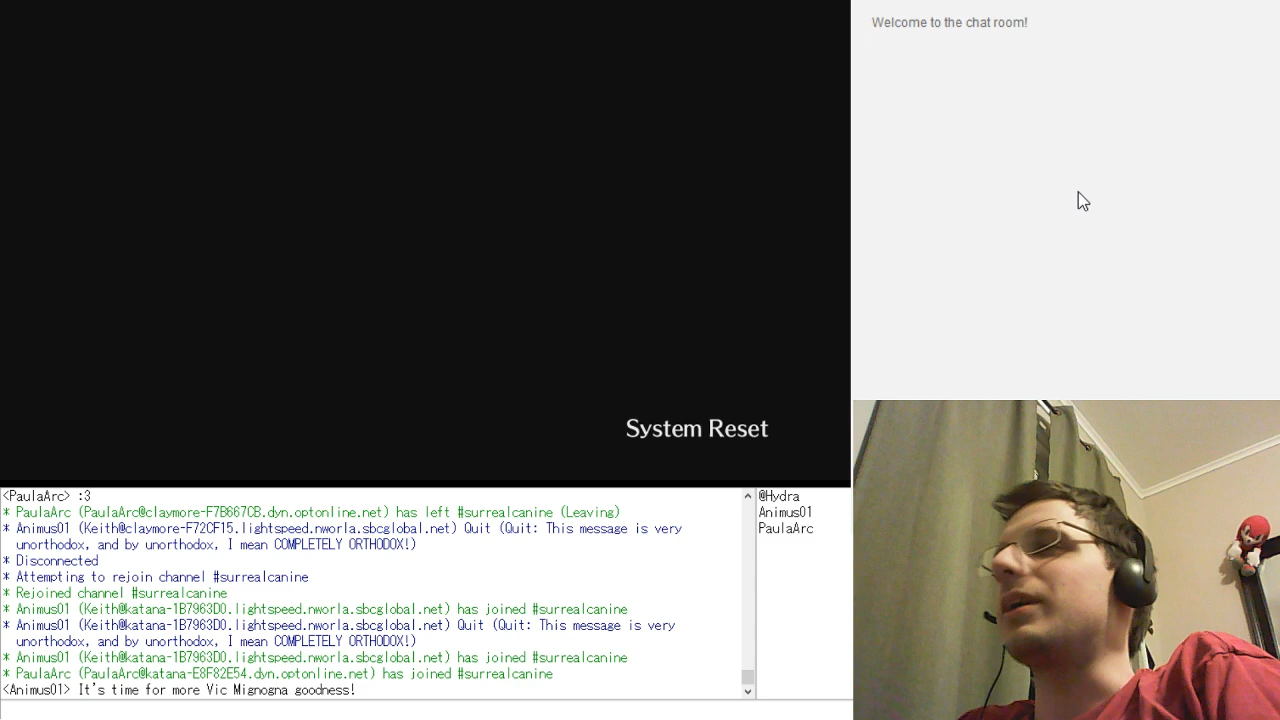 Welcome to the chat room!
System Reset
<PaulaArc> :3
* PaulaArc (PaulaArc@claymore-F7B667CB.dyn.optonline.net) has left #surrealcanine (Leaving)
* Animus01 (Keith@claymore-F72CF15.lightspeed.nworla.sbcglobal.net) Quit (Quit: This message is very
unorthodox, and by unorthodox, I mean COMPLETELY ORTHODOX!)
* Disconnected
* Attempting to rejoin channel #surrealcanine
* Rejoined channel #surrealcanine
* Animus01 (Keith@katana-1B7963D0.lightspeed.nworla.sbcglobal.net) has joined #surrealcanine
* Animus01 (Keith@katana-1B7963D0.lightspeed.nworla.sbcglobal.net) Quit (Quit: This message is very
unorthodox, and by unorthodox, I mean COMPLETELY ORTHODOX!)
* Animus01 (Keith@katana-1B7963D0.lightspeed.nworla.sbcglobal.net) has joined #surrealcanine
* PaulaArc (PaulaArc@katana-E8F82E54.dyn.optonline.net) has joined #surrealcanine
<Animus01> It's time for more Vic Mignogna goodness!
@Hydra
Animus01
PaulaArc